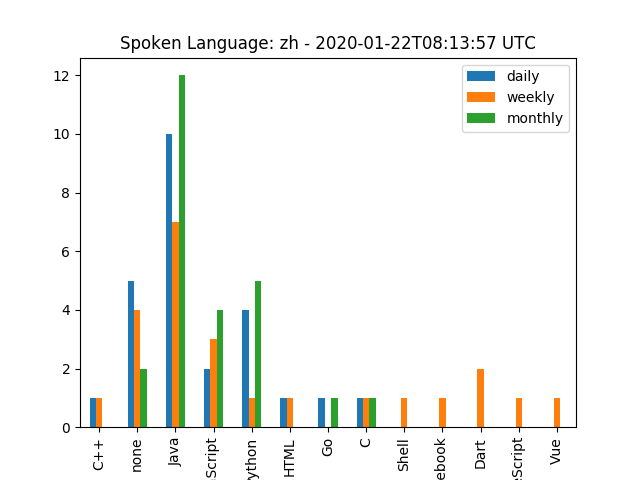 Spoken Language: zh - 2020-01-22T08:13:57 UTC
daily
weekly
monthly
12
10
8
6
4
2
0
C++
none
Java
Script
ython
HTML
Go
C
Shell
ebook
Dart
eScript
Vue